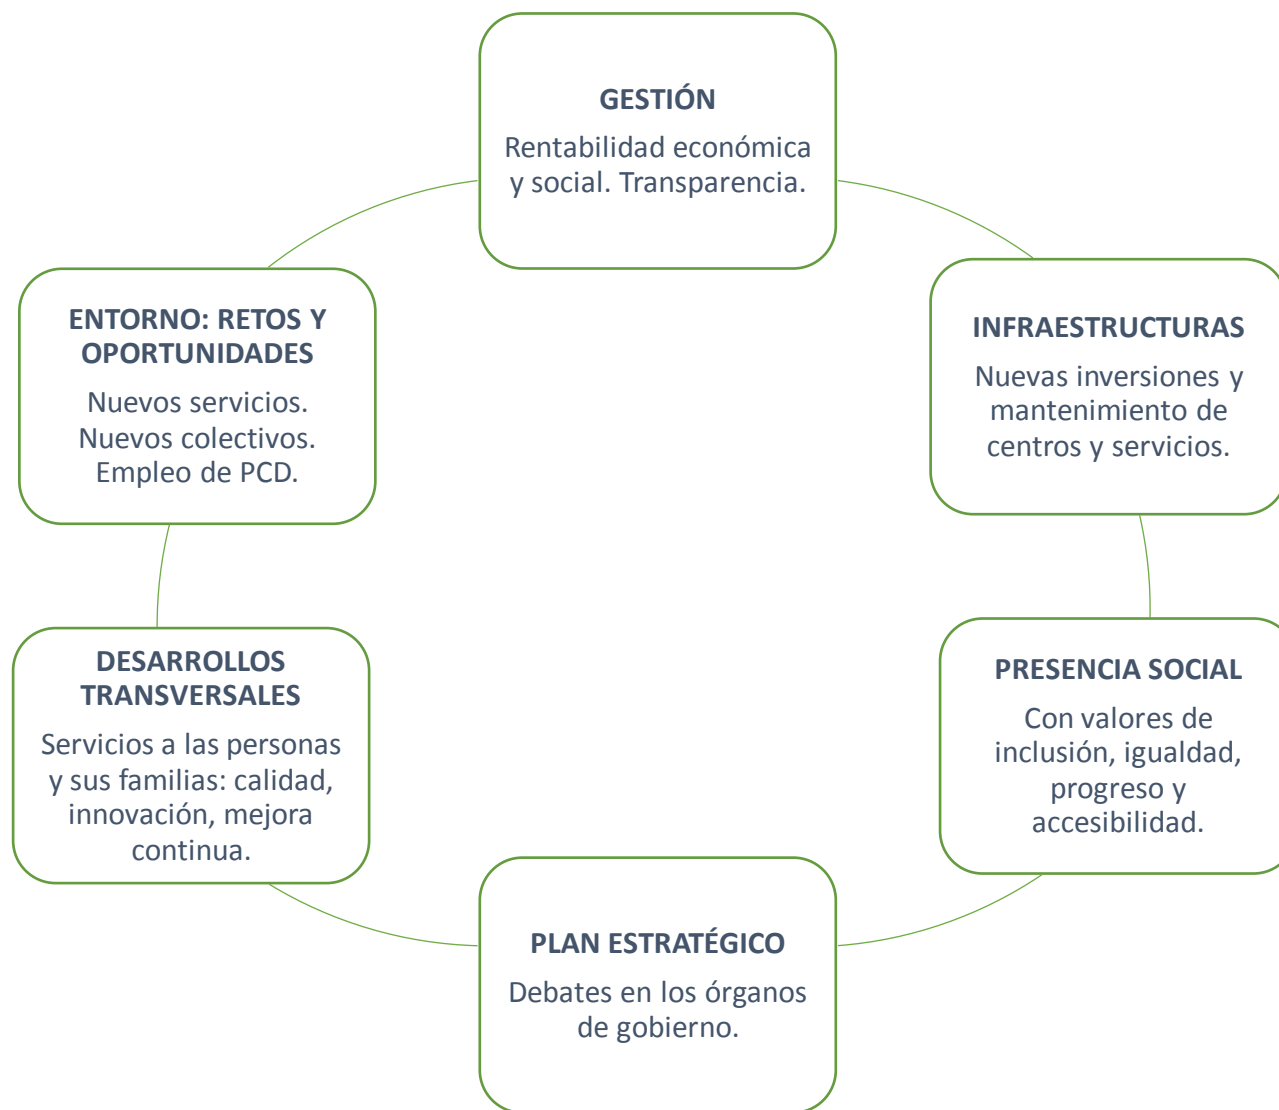 GESTIÓN
Rentabilidad económica
y social. Transparencia.
INFRAESTRUCTURAS
Nuevas inversiones y
mantenimiento de
centros y servicios.
PRESENCIA SOCIAL
Con valores de
inclusión, igualdad,
progreso y
accesibilidad.
PLAN ESTRATÉGICO
Debates en los órganos
de gobierno.
DESARROLLOS
TRANSVERSALES
Servicios a las personas
y sus familias: calidad,
innovación, mejora
continua.
ENTORNO: RETOS Y
OPORTUNIDADES
Nuevos servicios.
Nuevos colectivos.
Empleo de PCD.